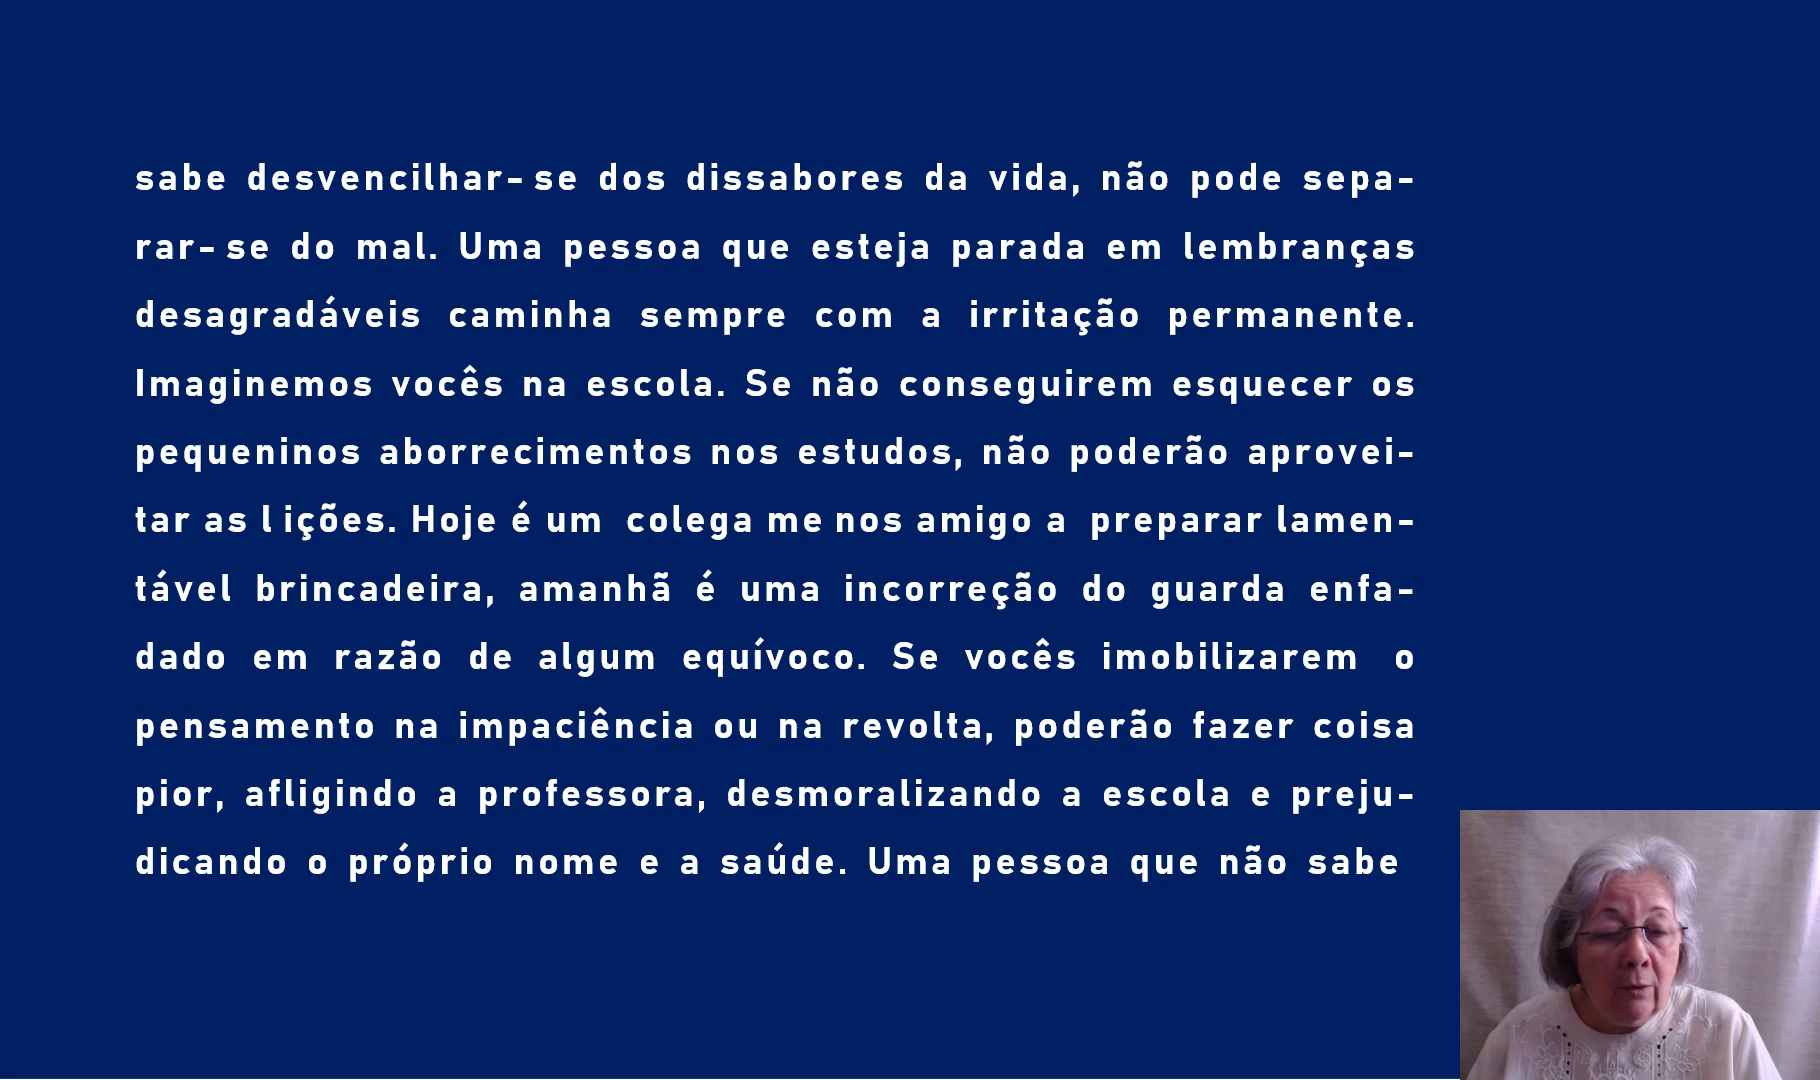 sabe desvencilhar-se dos dissabores da vida, não pode sepa-
rar-se do mal. Uma pessoa que esteja parada em lembranças
desagradáveis caminha sempre com a irritação permanente.
Imaginemos vocês na escola. Se não conseguirem esquecer os
pequeninos aborrecimentos nos estudos, não poderão aprovei-
tar as lições. Hoje é um colega menos amigo a preparar lamen-
tável brincadeira, amanhã é uma incorreção do guarda enfa-
dado em razão de algum equívoco. Se vocês imobilizarem o
pensamento na impaciência ou na revolta, poderão fazer coisa
pior, afligindo a professora, desmoralizando a escola e preju-
dicando o próprio nome e a saúde. Uma pessoa que não sabe